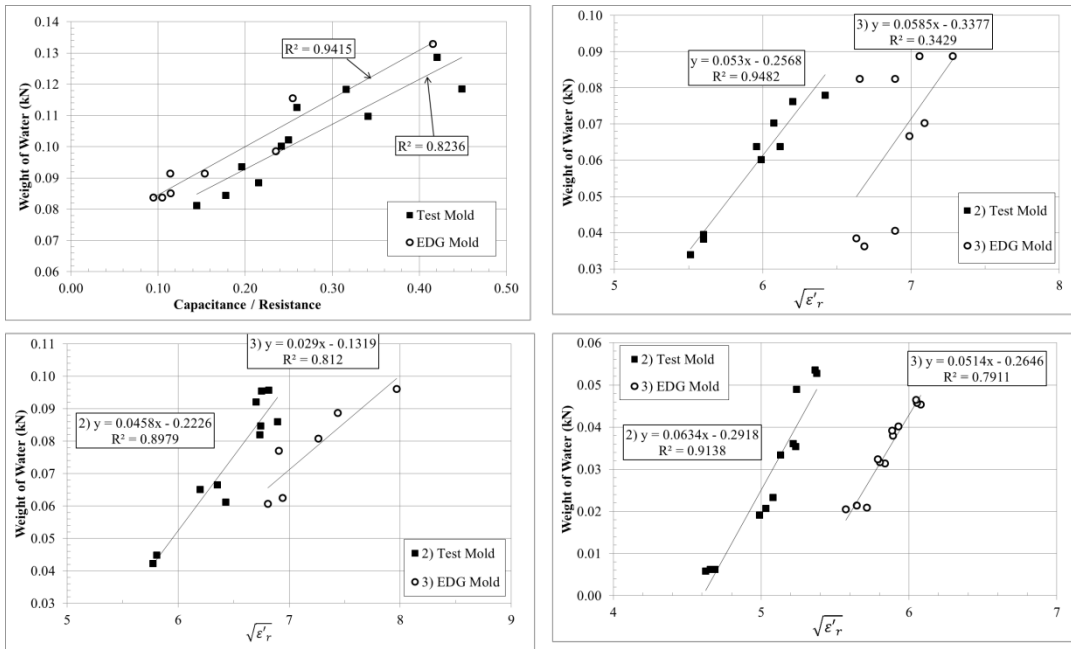 0.14
0.13
0.12
0.11
0.10
0.09
0.08
0.07
0.06
Weight of Water (kN)
R² = 0.9415
R² = 0.8236
Test Mold
EDG Mold
0.00 0.10 0.20 0.30 0.40 0.50
Capacitance / Resistance
0.10
0.09
0.08
0.07
0.06
0.05
0.04
0.03
Weight of Water (kN)
3) y = 0.0585x - 0.3377
R² = 0.3429
y = 0.053x - 0.2568
R² = 0.9482
2) Test Mold
3) EDG Mold
5 6 7 8
√ε'r
0.11
0.10
0.09
0.08
0.07
0.06
0.05
0.04
0.03
Weight of Water (kN)
3) y = 0.029x - 0.1319
R² = 0.812
2) y = 0.0458x - 0.2226
R² = 0.8979
2) Test Mold
3) EDG Mold
5 6 7 8 9
√ε'r
0.06
0.05
0.04
0.03
0.02
0.01
0.00
Weight of Water (kN)
2) Test Mold
3) EDG Mold
3) y = 0.0514x - 0.2646
R² = 0.7911
2) y = 0.0634x - 0.2918
R² = 0.9138
4 5 6 7
√ε'r